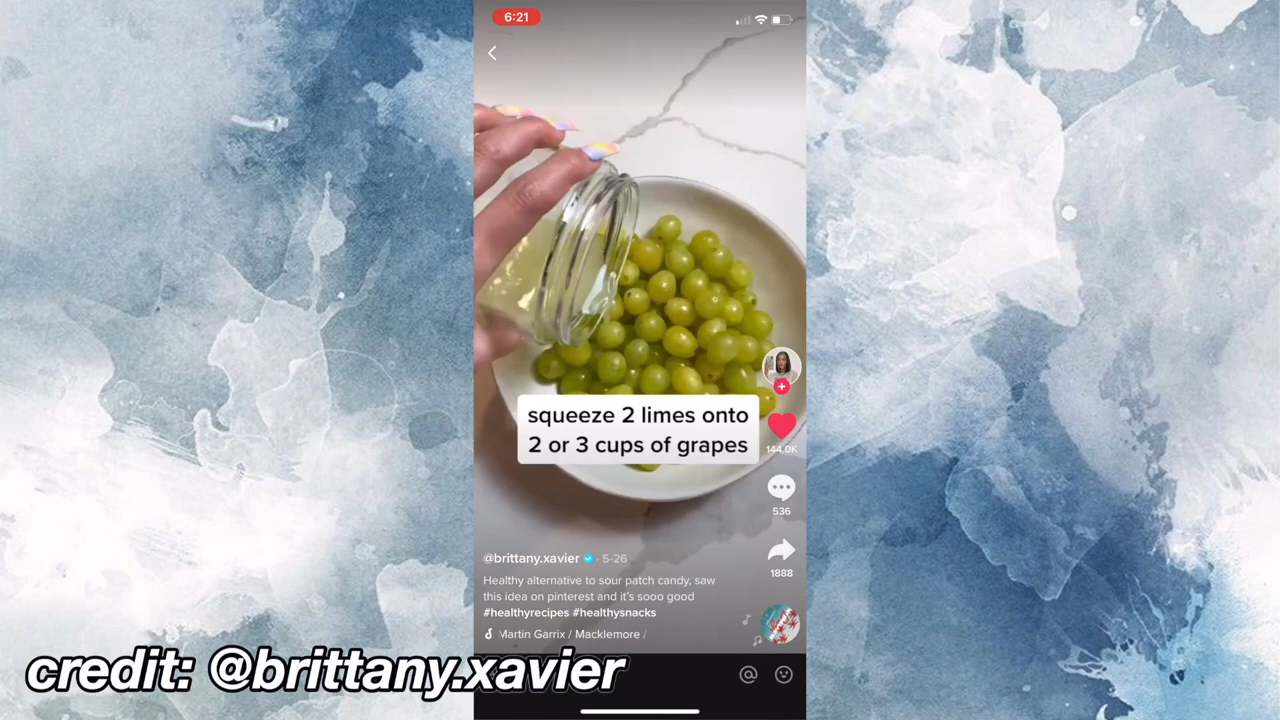 6:21
squeeze 2 limes onto
2 or 3 cups of grapes
144.0K
536
@brittany.xavier · 5-26
1888
Healthy alternative to sour patch candy, saw
this idea on pinterest and it's sooo good
#healthyrecipes #healthysnacks
Martin Garrix / Macklemore /
credit: @brittany.xavier
@